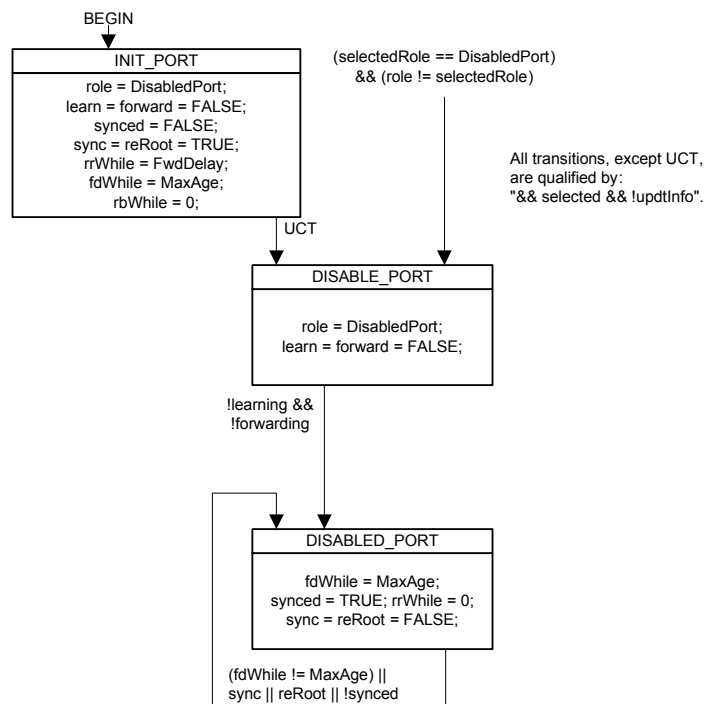 BEGIN
INIT_PORT
role = DisabledPort;
learn = forward = FALSE;
synced = FALSE;
sync = reRoot = TRUE;
rrWhile = FwdDelay;
fdWhile = MaxAge;
rbWhile = 0;
(selectedRole == DisabledPort)
&& (role != selectedRole)
All transitions, except UCT,
are qualified by:
"&& selected && !updtInfo".
UCT
DISABLE_PORT
role = DisabledPort;
learn = forward = FALSE;
!learning &&
!forwarding
DISABLED_PORT
fdWhile = MaxAge;
synced = TRUE; rrWhile = 0;
sync = reRoot = FALSE;
(fdWhile != MaxAge) ||
sync || reRoot || !synced